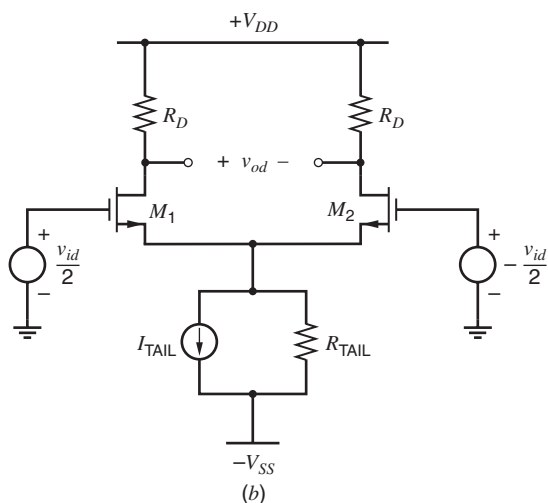 +V_DD
R_D
R_D
+ v_od −
M_1
M_2
+
v_id
2
−
+
− v_id
2
−
I_TAIL
R_TAIL
−V_SS
(b)